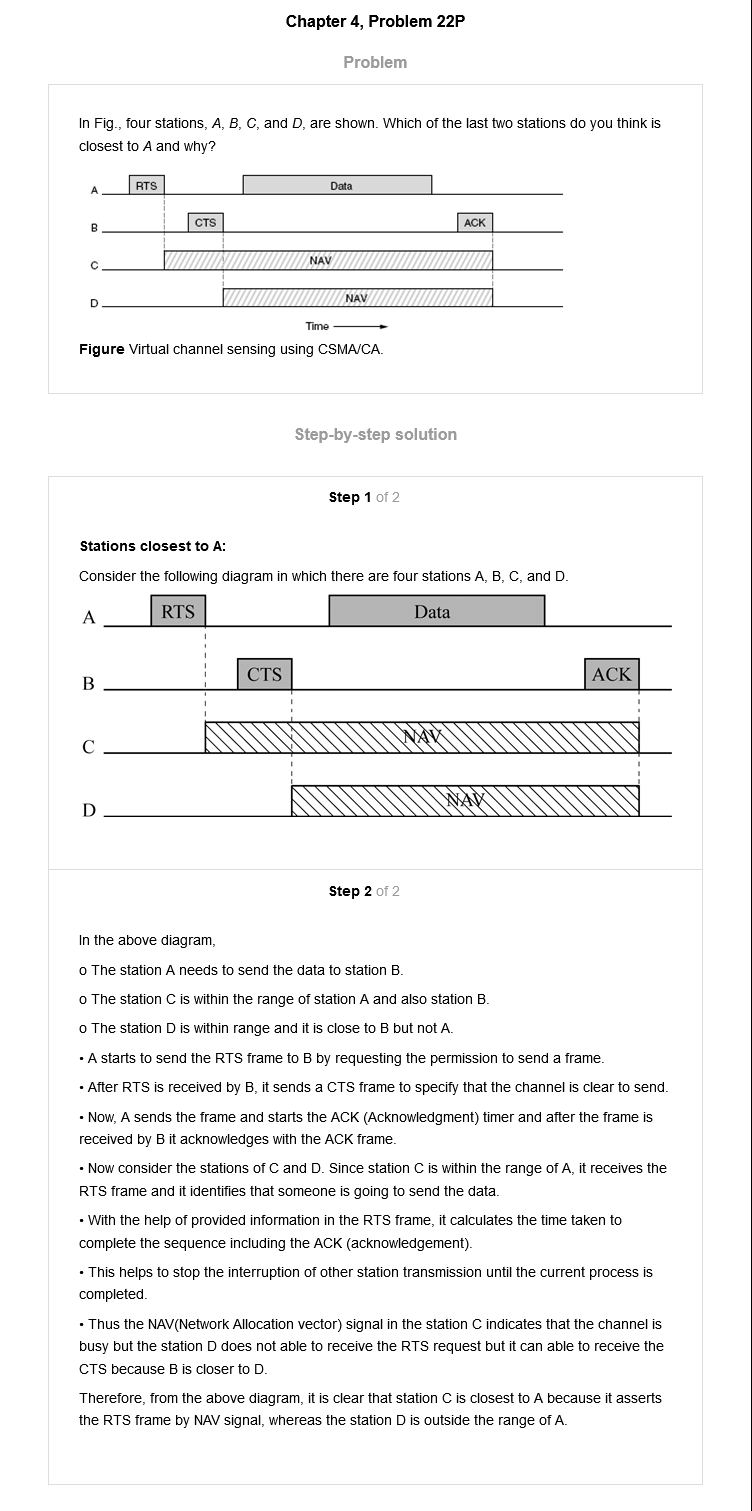 Chapter 4, Problem 22P
Problem
In Fig., four stations, A, B, C, and D, are shown. Which of the last two stations do you think is
closest to A and why?
A RTS Data
B CTS ACK
C NAV
D NAV
Time
Figure Virtual channel sensing using CSMA/CA.
Step-by-step solution
Step 1 of 2
Stations closest to A:
Consider the following diagram in which there are four stations A, B, C, and D.
A RTS Data
B CTS ACK
C NAV
D NAV
Step 2 of 2
In the above diagram,
o The station A needs to send the data to station B.
o The station C is within the range of station A and also station B.
o The station D is within range and it is close to B but not A.
• A starts to send the RTS frame to B by requesting the permission to send a frame.
• After RTS is received by B, it sends a CTS frame to specify that the channel is clear to send.
• Now, A sends the frame and starts the ACK (Acknowledgment) timer and after the frame is
received by B it acknowledges with the ACK frame.
• Now consider the stations of C and D. Since station C is within the range of A, it receives the
RTS frame and it identifies that someone is going to send the data.
• With the help of provided information in the RTS frame, it calculates the time taken to
complete the sequence including the ACK (acknowledgement).
• This helps to stop the interruption of other station transmission until the current process is
completed.
• Thus the NAV(Network Allocation vector) signal in the station C indicates that the channel is
busy but the station D does not able to receive the RTS request but it can able to receive the
CTS because B is closer to D.
Therefore, from the above diagram, it is clear that station C is closest to A because it asserts
the RTS frame by NAV signal, whereas the station D is outside the range of A.